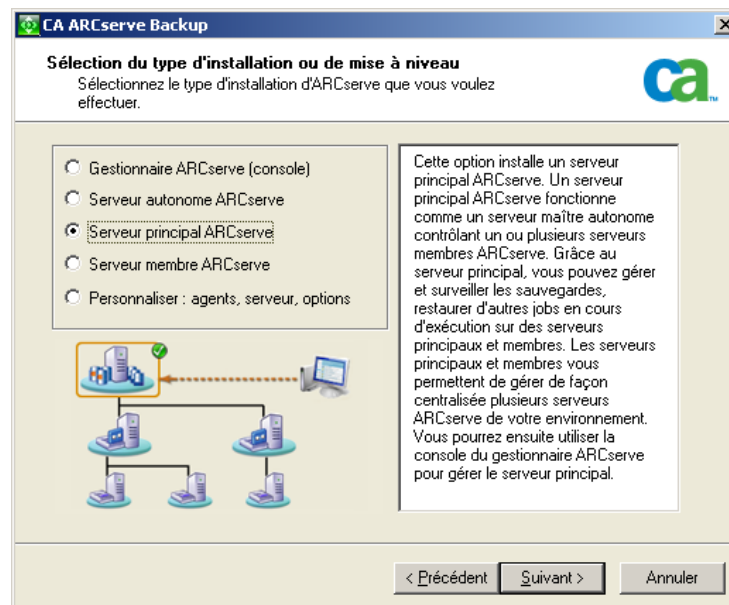 CA ARCserve Backup
Sélection du type d'installation ou de mise à niveau
Sélectionnez le type d'installation d'ARCserve que vous voulez
effectuer.
ca
TM
Gestionnaire ARCserve (console)
Serveur autonome ARCserve
Serveur principal ARCserve
Serveur membre ARCserve
Personnaliser : agents, serveur, options
Cette option installe un serveur
principal ARCserve. Un serveur
principal ARCserve fonctionne
comme un serveur maître autonome
contrôlant un ou plusieurs serveurs
membres ARCserve. Grâce au
serveur principal, vous pouvez gérer
et surveiller les sauvegardes,
restaurer d'autres jobs en cours
d'exécution sur des serveurs
principaux et membres. Les serveurs
principaux et membres vous
permettent de gérer de façon
centralisée plusieurs serveurs
ARCserve de votre environnement.
Vous pourrez ensuite utiliser la
console du gestionnaire ARCserve
pour gérer le serveur principal.
< Précédent
Suivant >
Annuler